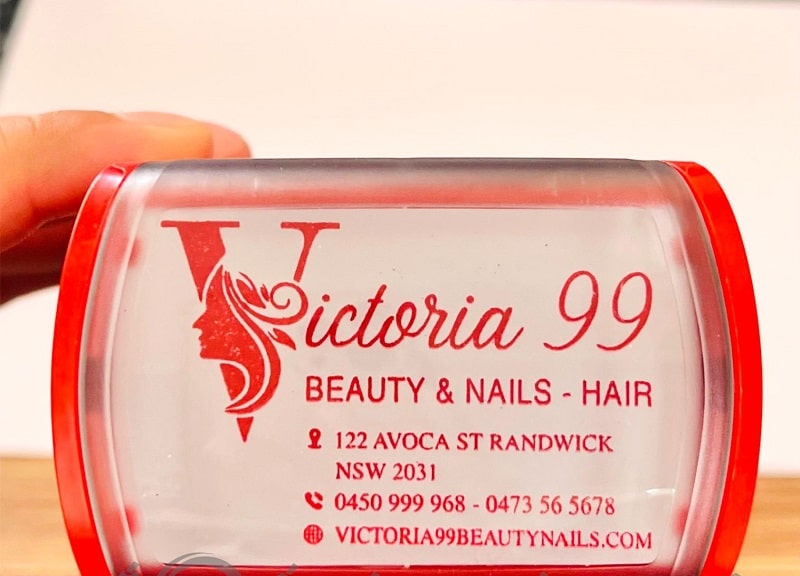 Victoria 99
BEAUTY & NAILS - HAIR
122 AVOCA ST RANDWICK
NSW 2031
0450 999 968 - 0473 56 5678
VICTORIA99BEAUTYNAILS.COM